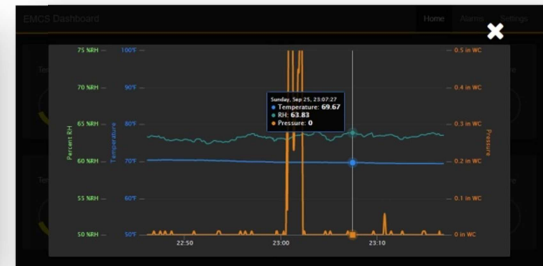 EMCS Dashboard
Home
Alarms
Settings
75 %RH
70 %RH
65 %RH
60 %RH
55 %RH
50 %RH
Percent RH
100°F
90°F
80°F
70°F
60°F
50°F
Temperature
Sunday, Sep 25, 23:07:27
Temperature: 69.67
RH: 63.83
Pressure: 0
0.5 in WC
0.4 in WC
0.3 in WC
0.2 in WC
0.1 in WC
0 in WC
Pressure
22:50
23:00
23:10